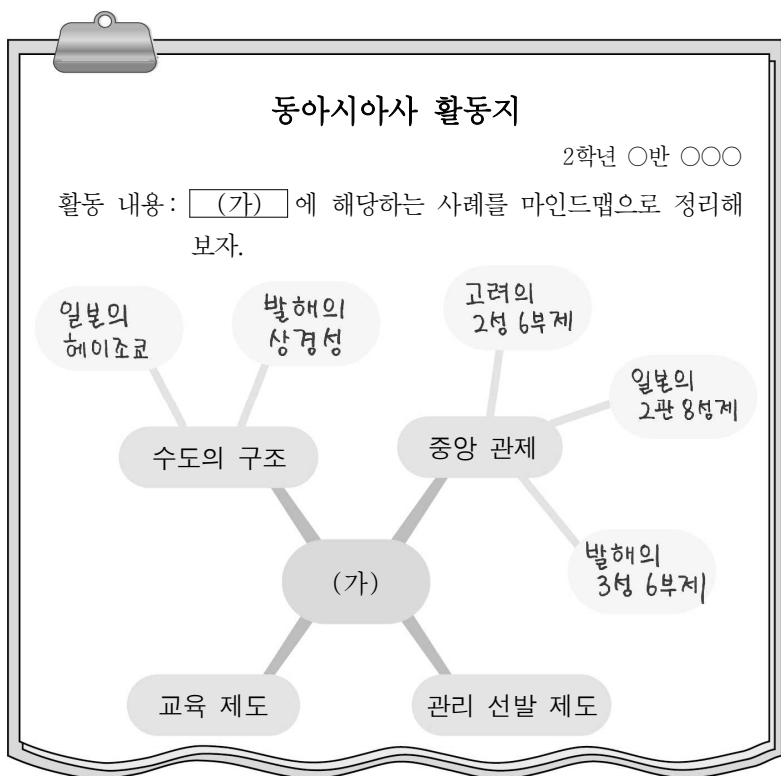 동아시아사 활동지
2학년 ○반 ○○○
활동 내용: (가) 에 해당하는 사례를 마인드맵으로 정리해
보자.
일본의
헤이조쿄
발해의
상경성
고려의
2성 6부제
일본의
2관 8성제
수도의 구조
중앙 관제
발해의
3성 6부제
(가)
교육 제도
관리 선발 제도